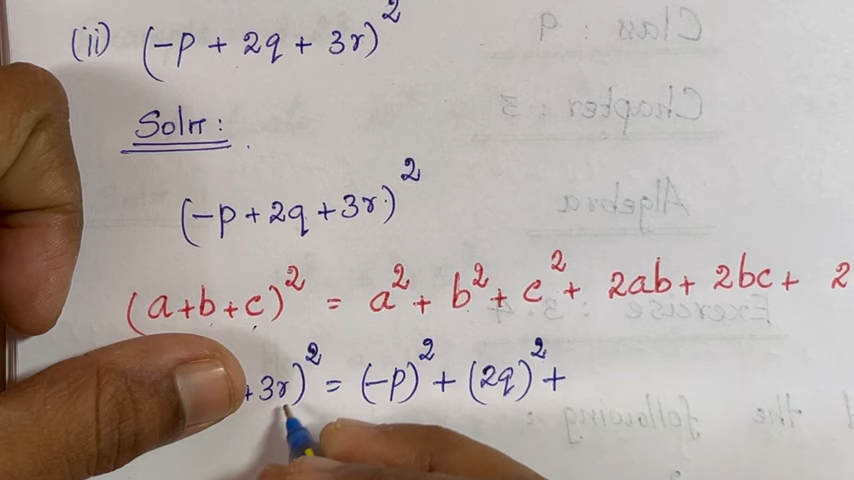 (ii) (-p + 2q + 3r)²
Soln:
(-p + 2q + 3r)²
(a+b+c)² = a² + b² + c² + 2ab + 2bc + 2
+3r)² = (-p)² + (2q)² +
Class : 9
Chapter : 3
Algebra
Exercise : 3.4
the following :